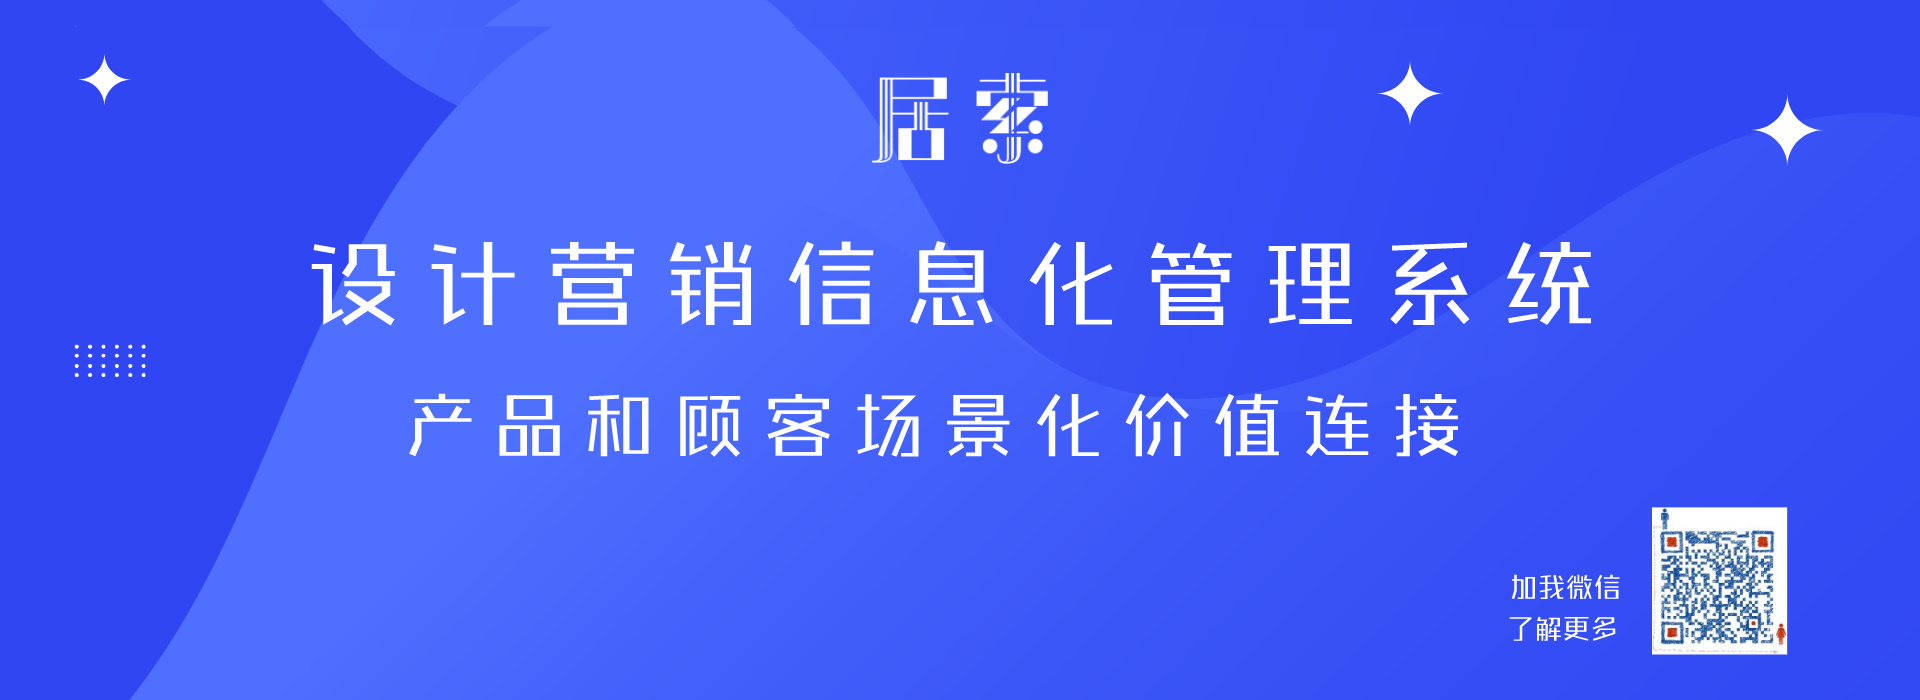 居索
设计营销信息化管理系统
产品和顾客场景化价值连接
加我微信
了解更多